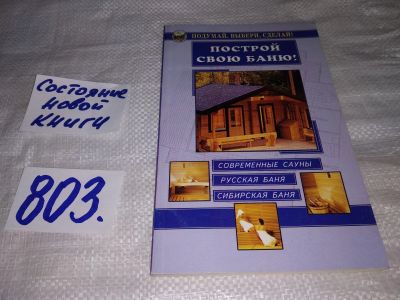 Состояние
новой
книги
803.
ПОДУМАЙ, ВЫБЕРИ, СДЕЛАЙ!
ПОСТРОЙ
СВОЮ БАНЮ!
СОВРЕМЕННЫЕ САУНЫ
РУССКАЯ БАНЯ
СИБИРСКАЯ БАНЯ